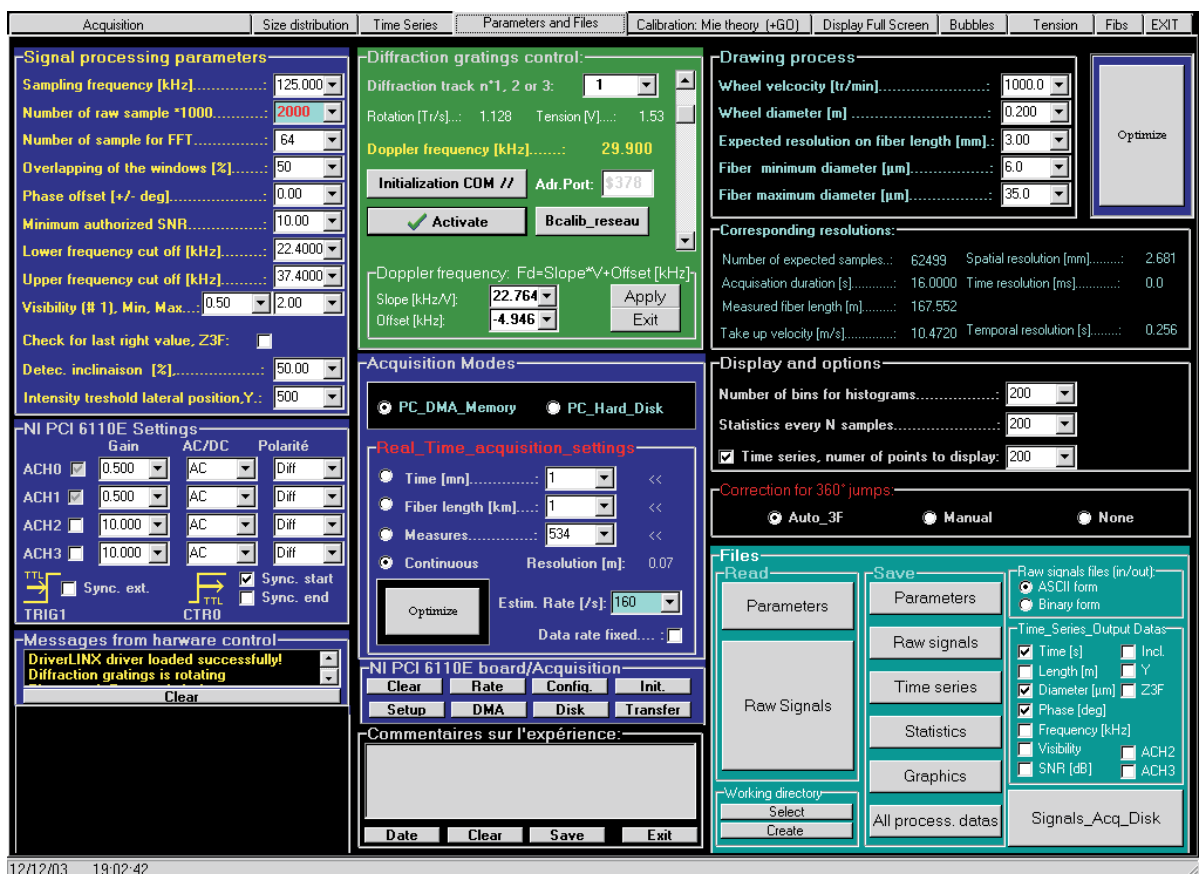 Acquisition
Size distribution
Time Series
Parameters and Files
Calibration: Mie theory (+GO)
Display Full Screen
Bubbles
Tension
Fibs
EXIT
Signal processing parameters
Sampling frequency [kHz]..............: 125.000
Number of raw sample *1000...........: 2000
Number of sample for FFT..............: 64
Overlapping of the windows [%].......: 50
Phase offset [+/- deg]....................: 0.00
Minimum authorized SNR...............: 10.00
Lower frequency cut off [kHz]........: 22.4000
Upper frequency cut off [kHz]........: 37.4000
Visibility (# 1), Min, Max...: 0.50 2.00
Check for last right value, Z3F:
Detec. inclinaison [%],.................: 50.00
Intensity treshold lateral position,Y.: 500
NI PCI 6110E Settings
Gain AC/DC Polarité
ACH0 0.500 AC Diff
ACH1 0.500 AC Diff
ACH2 10.000 AC Diff
ACH3 10.000 AC Diff
TTL Sync. ext. TTL Sync. start
Sync. end
TRIG1 CTR0
Messages from harware control
DriverLINX driver loaded successfully!
Diffraction gratings is rotating
Clear
Diffraction gratings control:
Diffraction track n°1, 2 or 3: 1
Rotation [Tr/s]...: 1.128 Tension [V]....: 1.53
Doppler frequency [kHz].......: 29.900
Initialization COM // Adr.Port: $378
Activate Bcalib_reseau
Doppler frequency: Fd=Slope*V+Offset [kHz]
Slope [kHz/V]: 22.764 Apply
Offset [kHz]: -4.946 Exit
Acquisition Modes
PC_DMA_Memory PC_Hard_Disk
Real_Time_acquisition_settings
Time [mn].............: 1 <<
Fiber length [km]....: 1 <<
Measures..............: 534 <<
Continuous Resolution [m]: 0.07
Optimize Estim. Rate [/s]: 160
Data rate fixed.... :
NI PCI 6110E board/Acquisition
Clear Rate Config. Init.
Setup DMA Disk Transfer
Commentaires sur l'expérience:
Date Clear Save Exit
Drawing process
Wheel velcocity [tr/min].......................: 1000.0
Wheel diameter [m] ............................: 0.200
Expected resolution on fiber length [mm].: 3.00
Fiber minimum diameter [µm]...............: 6.0
Fiber maximum diameter [µm]..............: 35.0
Optimize
Corresponding resolutions:
Number of expected samples..: 62499 Spatial resolution [mm]........: 2.681
Acquisation duration [s]...........: 16.0000 Time resolution [ms]..........: 0.0
Measured fiber length [m]........: 167.552
Take up velocity [m/s].............: 10.4720 Temporal resolution [s].......: 0.256
Display and options
Number of bins for histograms.................: 200
Statistics every N samples......................: 200
Time series, numer of points to display: 200
Correction for 360° jumps:
Auto_3F Manual None
Files
Read
Parameters
Raw Signals
Working directory
Select
Create
Save
Parameters
Raw signals
Time series
Statistics
Graphics
All process. datas
Raw signals files (in/out):
ASCII form
Binary form
Time_Series_Output Datas
Time [s] Incl.
Length [m] Y
Diameter [µm] Z3F
Phase [deg]
Frequency [kHz]
Visibility ACH2
SNR [dB] ACH3
Signals_Acq_Disk
12/12/03 19:02:42